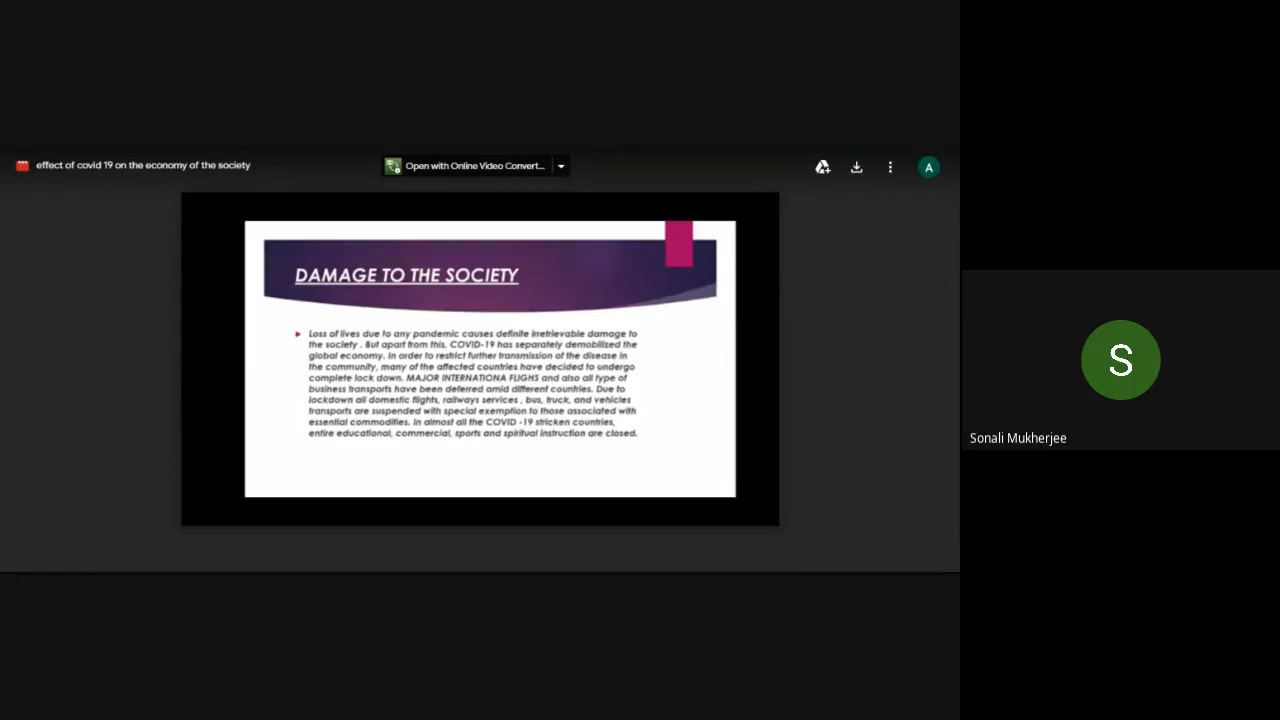 effect of covid 19 on the economy of the society
Open with Online Video Convert...
A
DAMAGE TO THE SOCIETY
Loss of lives due to any pandemic causes definite irretrievable damage to
the society . But apart from this, COVID-19 has separately demobilized the
global economy. In order to restrict further transmission of the disease in
the community, many of the affected countries have decided to undergo
complete lock down. MAJOR INTERNATIONA FLIGHS and also all type of
business transports have been deferred amid different countries. Due to
lockdown all domestic flights, railways services , bus, truck, and vehicles
transports are suspended with special exemption to those associated with
essential commodities. In almost all the COVID -19 stricken countries,
entire educational, commercial, sports and spiritual instruction are closed.
S
Sonali Mukherjee